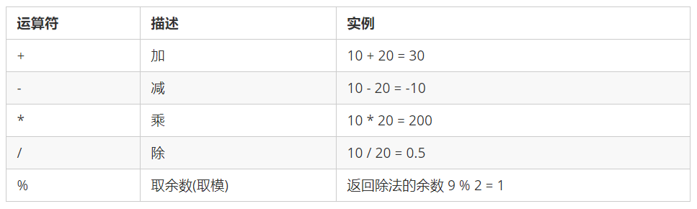 运算符 描述 实例
+ 加 10 + 20 = 30
- 减 10 - 20 = -10
* 乘 10 * 20 = 200
/ 除 10 / 20 = 0.5
% 取余数(取模) 返回除法的余数 9 % 2 = 1